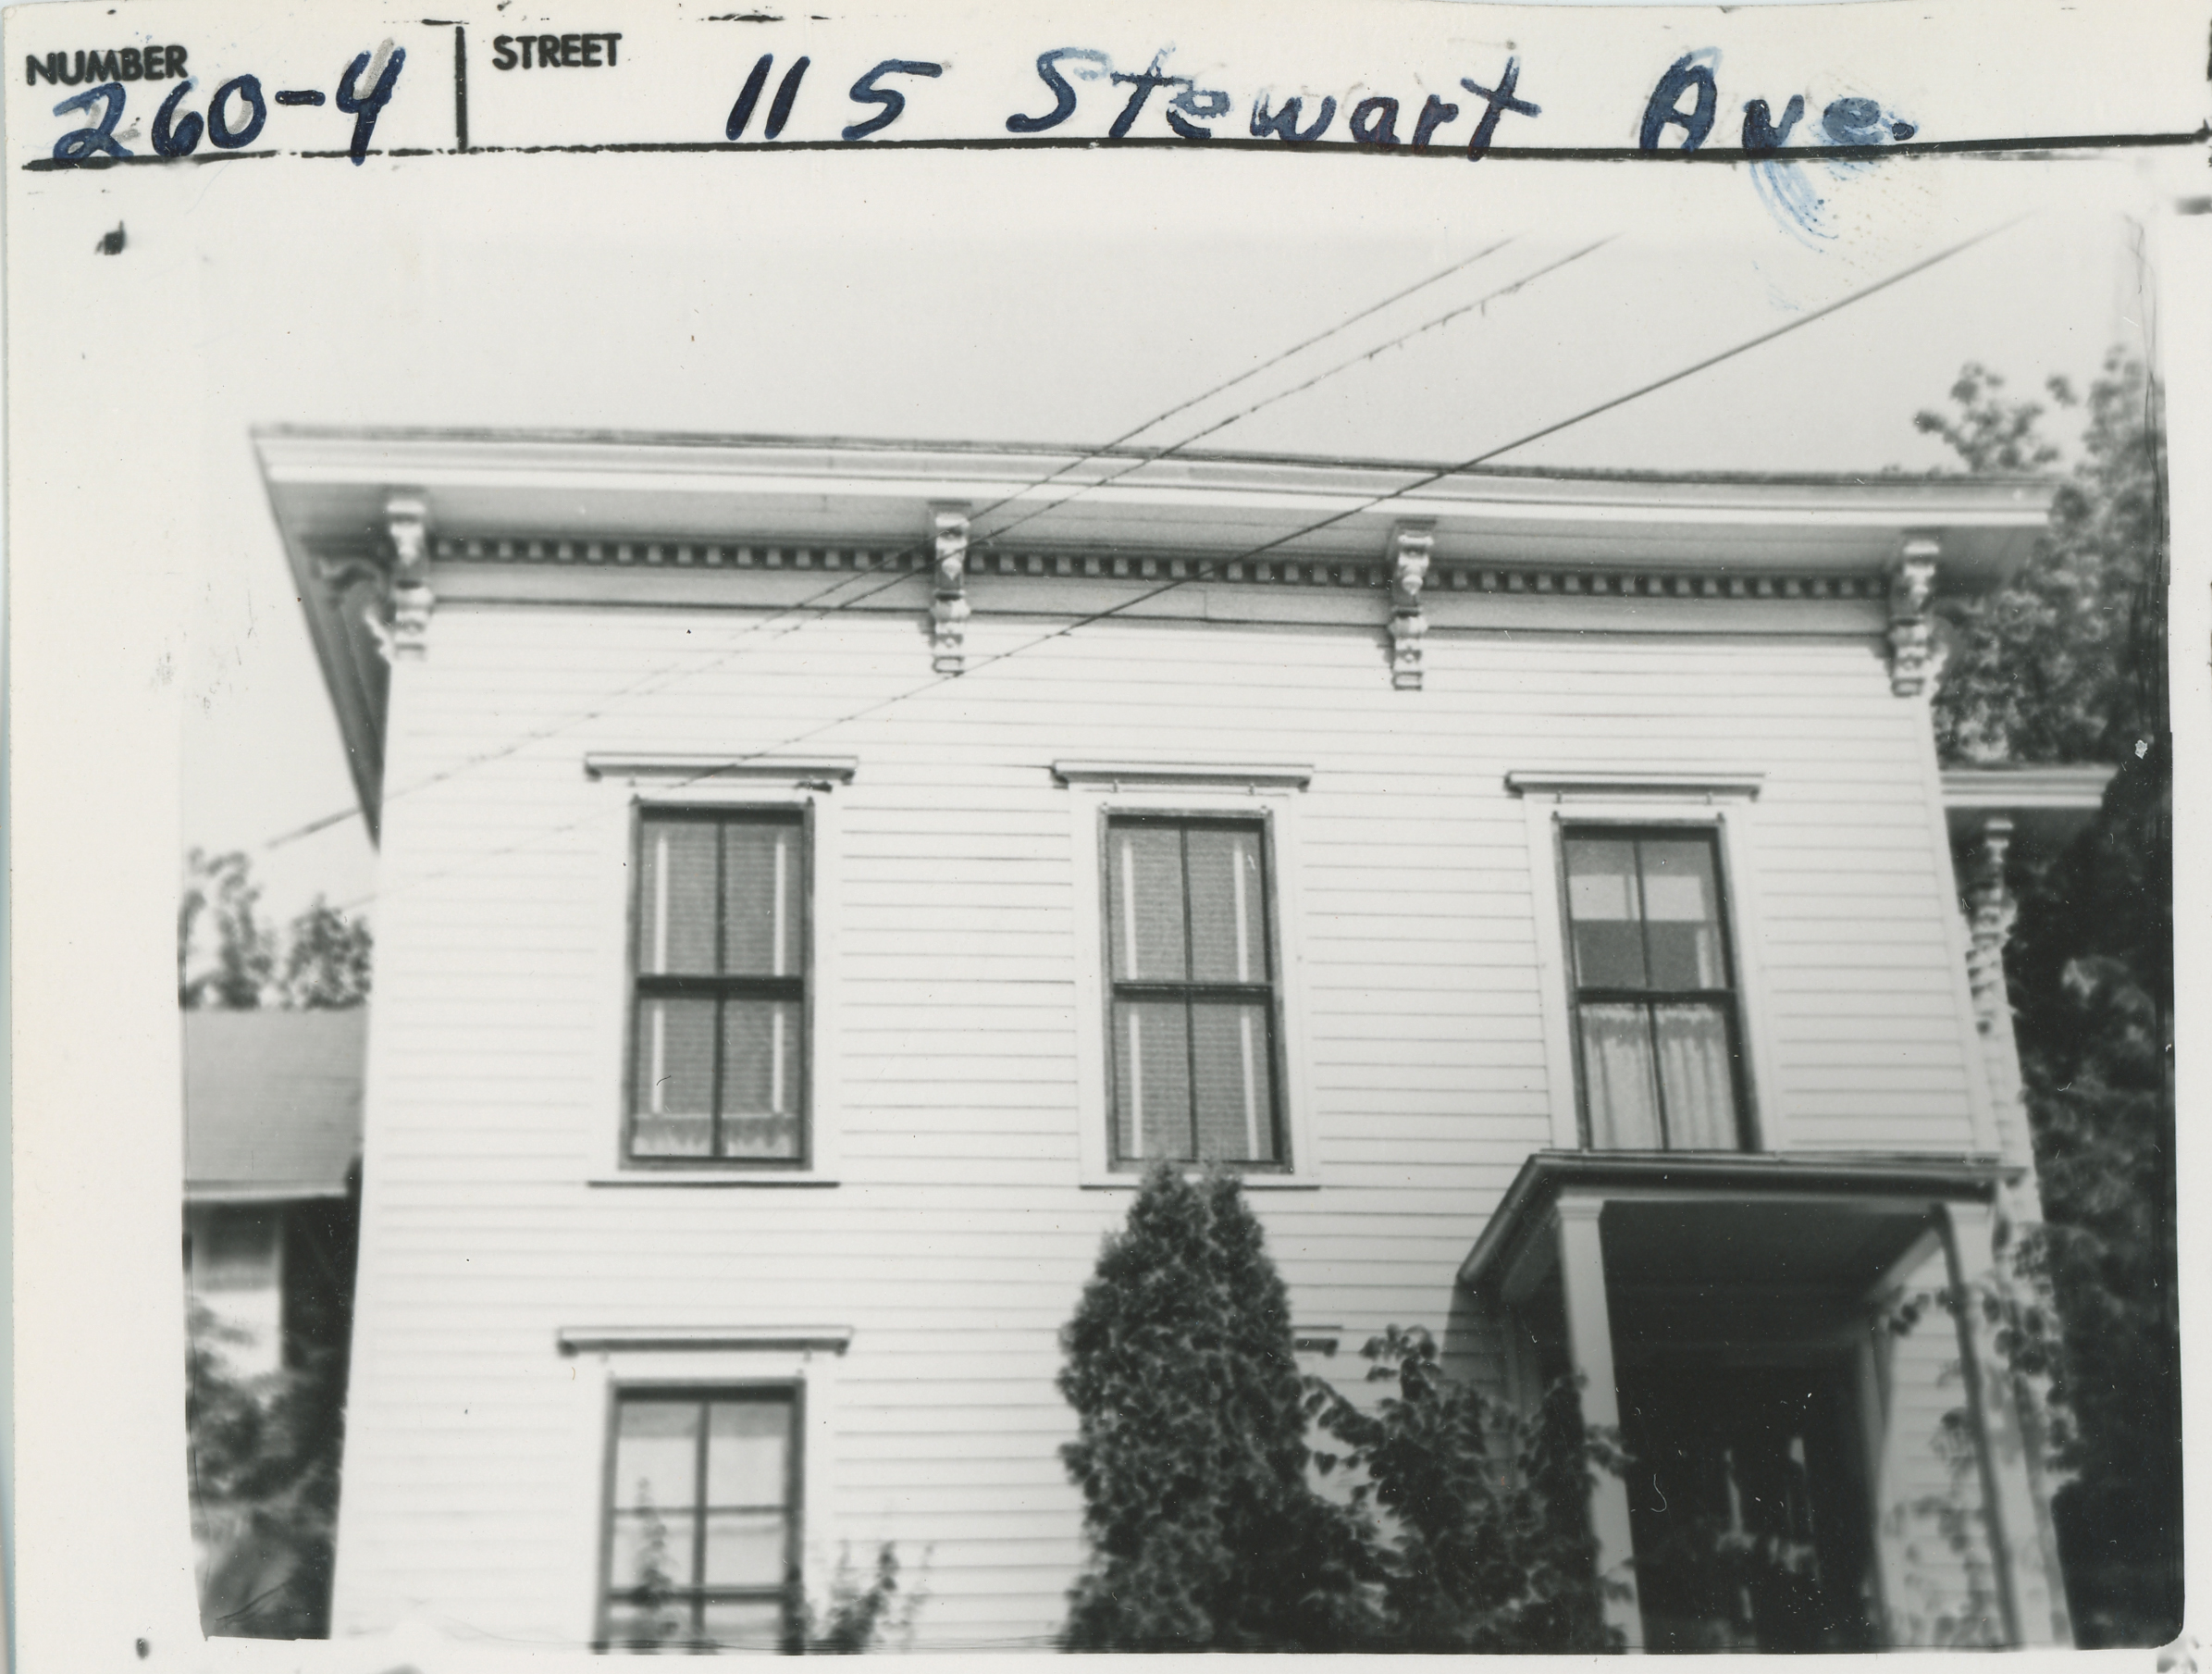 NUMBER STREET
260-4 115 Stewart Ave.